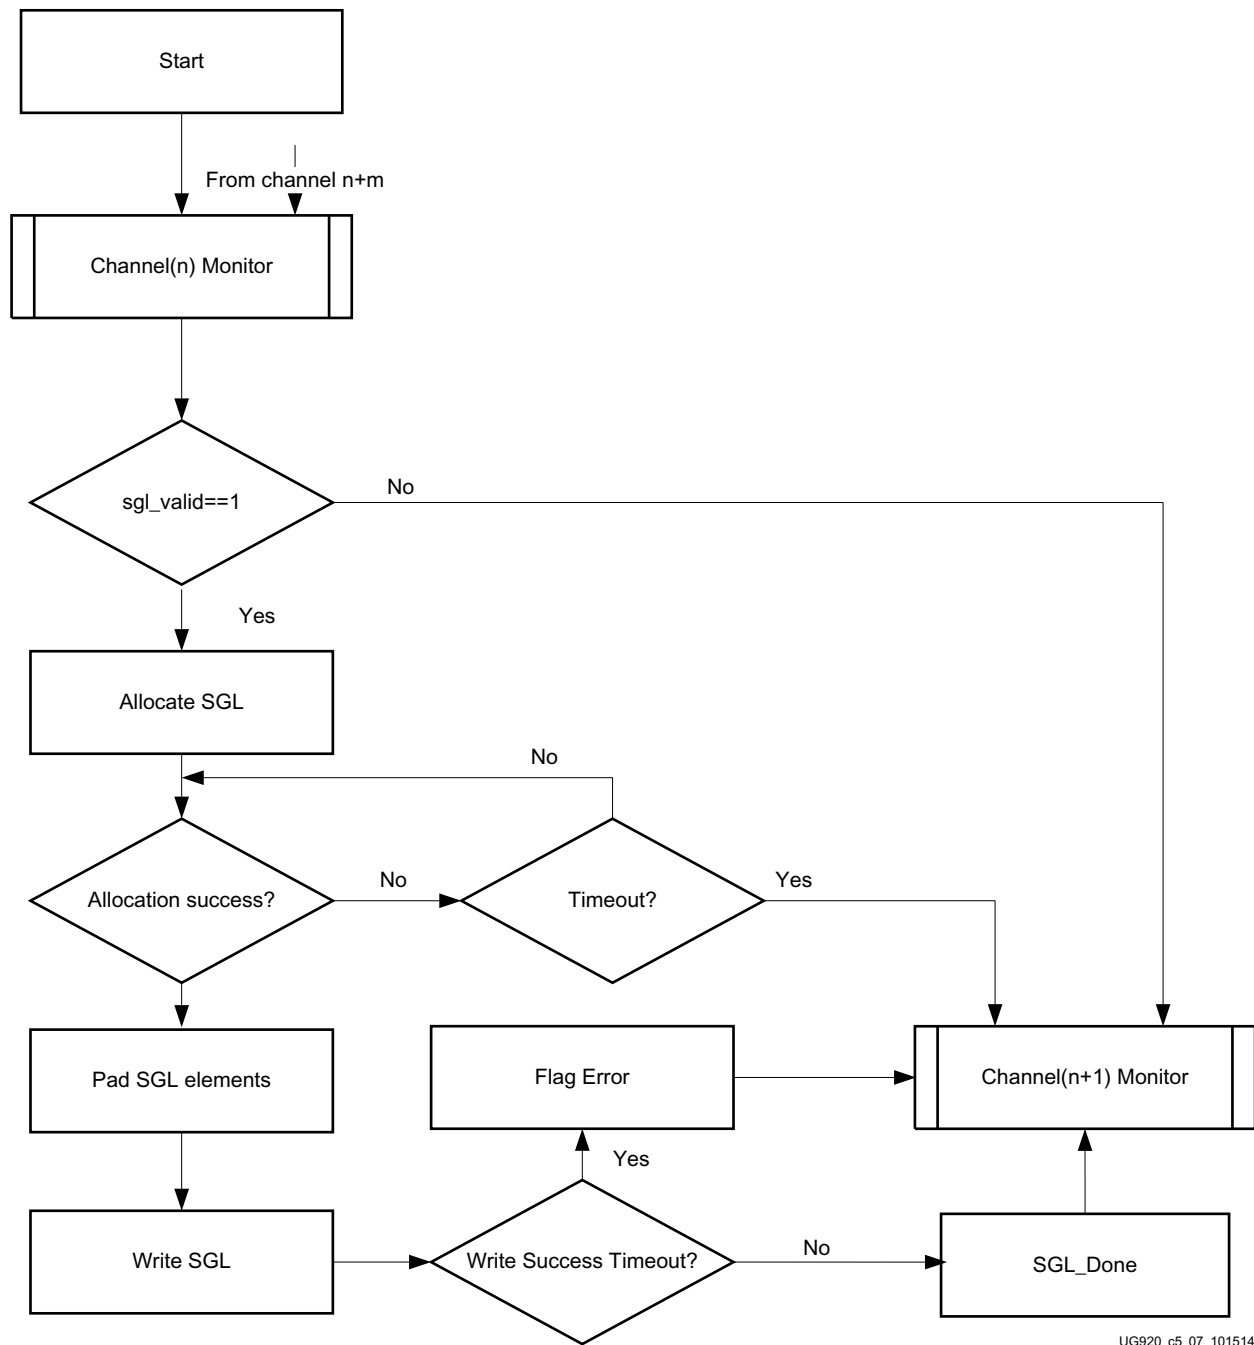 Start
From channel n+m
Channel(n) Monitor
sgl_valid==1
No
Yes
Allocate SGL
No
Allocation success?
No
Timeout?
Yes
Pad SGL elements
Flag Error
Channel(n+1) Monitor
Yes
Write SGL
Write Success Timeout?
No
SGL_Done
UG920_c5_07_101514